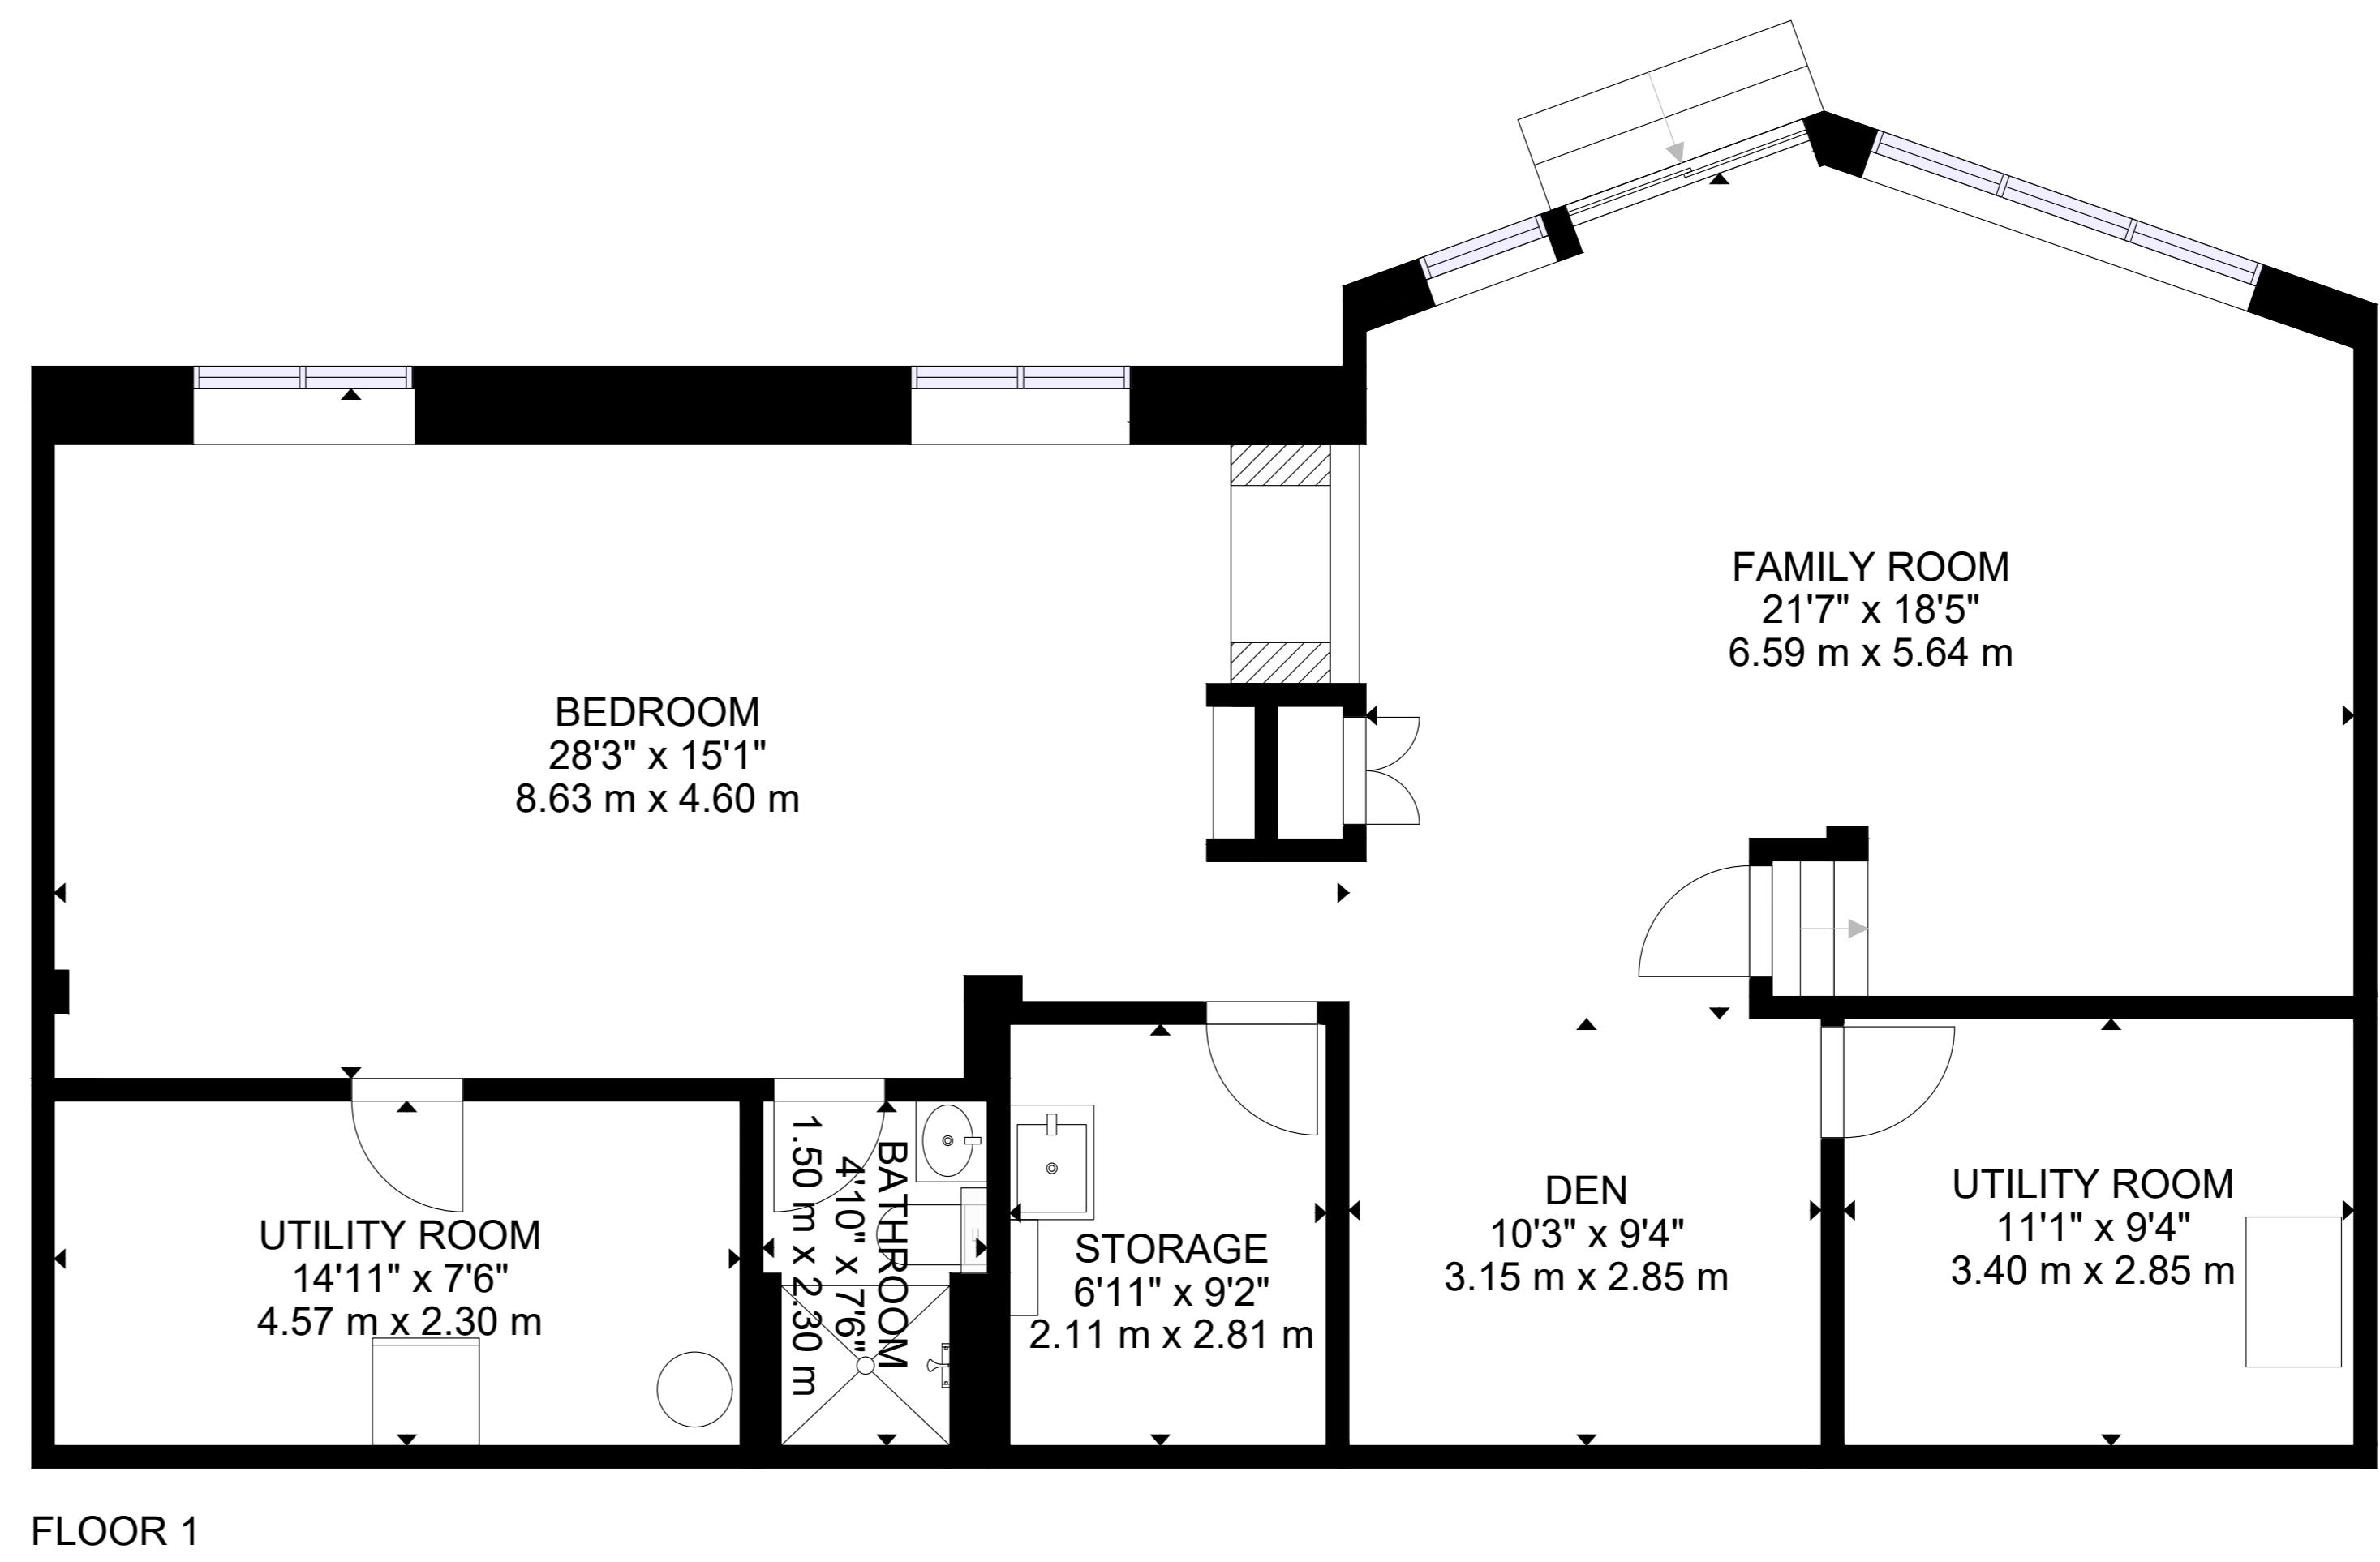 FAMILY ROOM
21'7" x 18'5"
6.59 m x 5.64 m
BEDROOM
28'3" x 15'1"
8.63 m x 4.60 m
UTILITY ROOM
14'11" x 7'6"
4.57 m x 2.30 m
BATHROOM
4'10" x 7'6"
1.50 m x 2.30 m
STORAGE
6'11" x 9'2"
2.11 m x 2.81 m
DEN
10'3" x 9'4"
3.15 m x 2.85 m
UTILITY ROOM
11'1" x 9'4"
3.40 m x 2.85 m
FLOOR 1